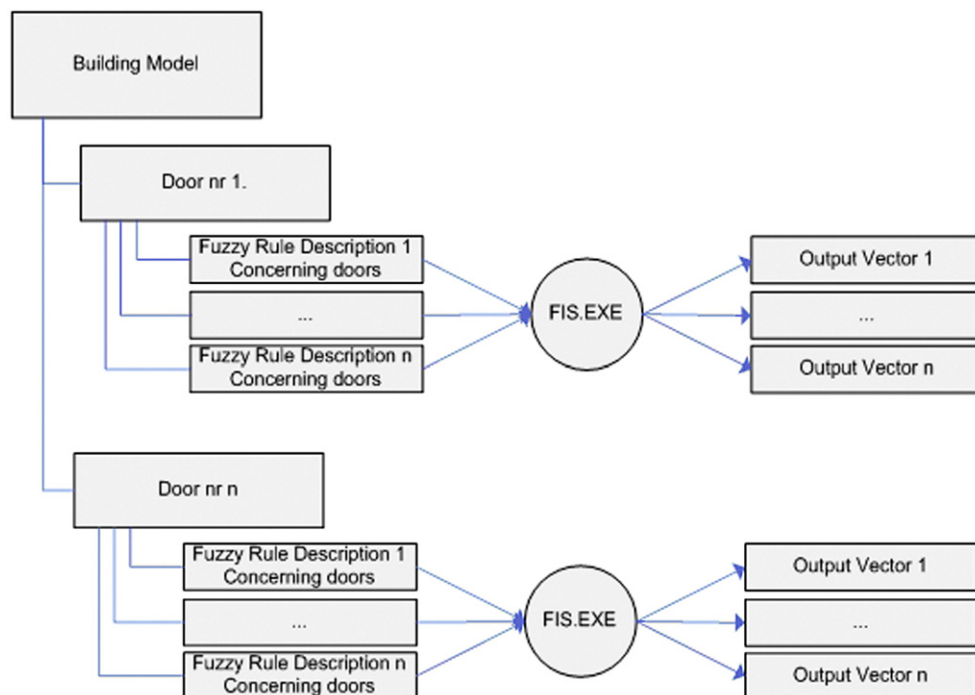 Building Model
Door nr 1.
Fuzzy Rule Description 1
Concerning doors
...
Fuzzy Rule Description n
Concerning doors
FIS.EXE
Output Vector 1
...
Output Vector n
Door nr n
Fuzzy Rule Description 1
Concerning doors
...
Fuzzy Rule Description n
Concerning doors
FIS.EXE
Output Vector 1
...
Output Vector n